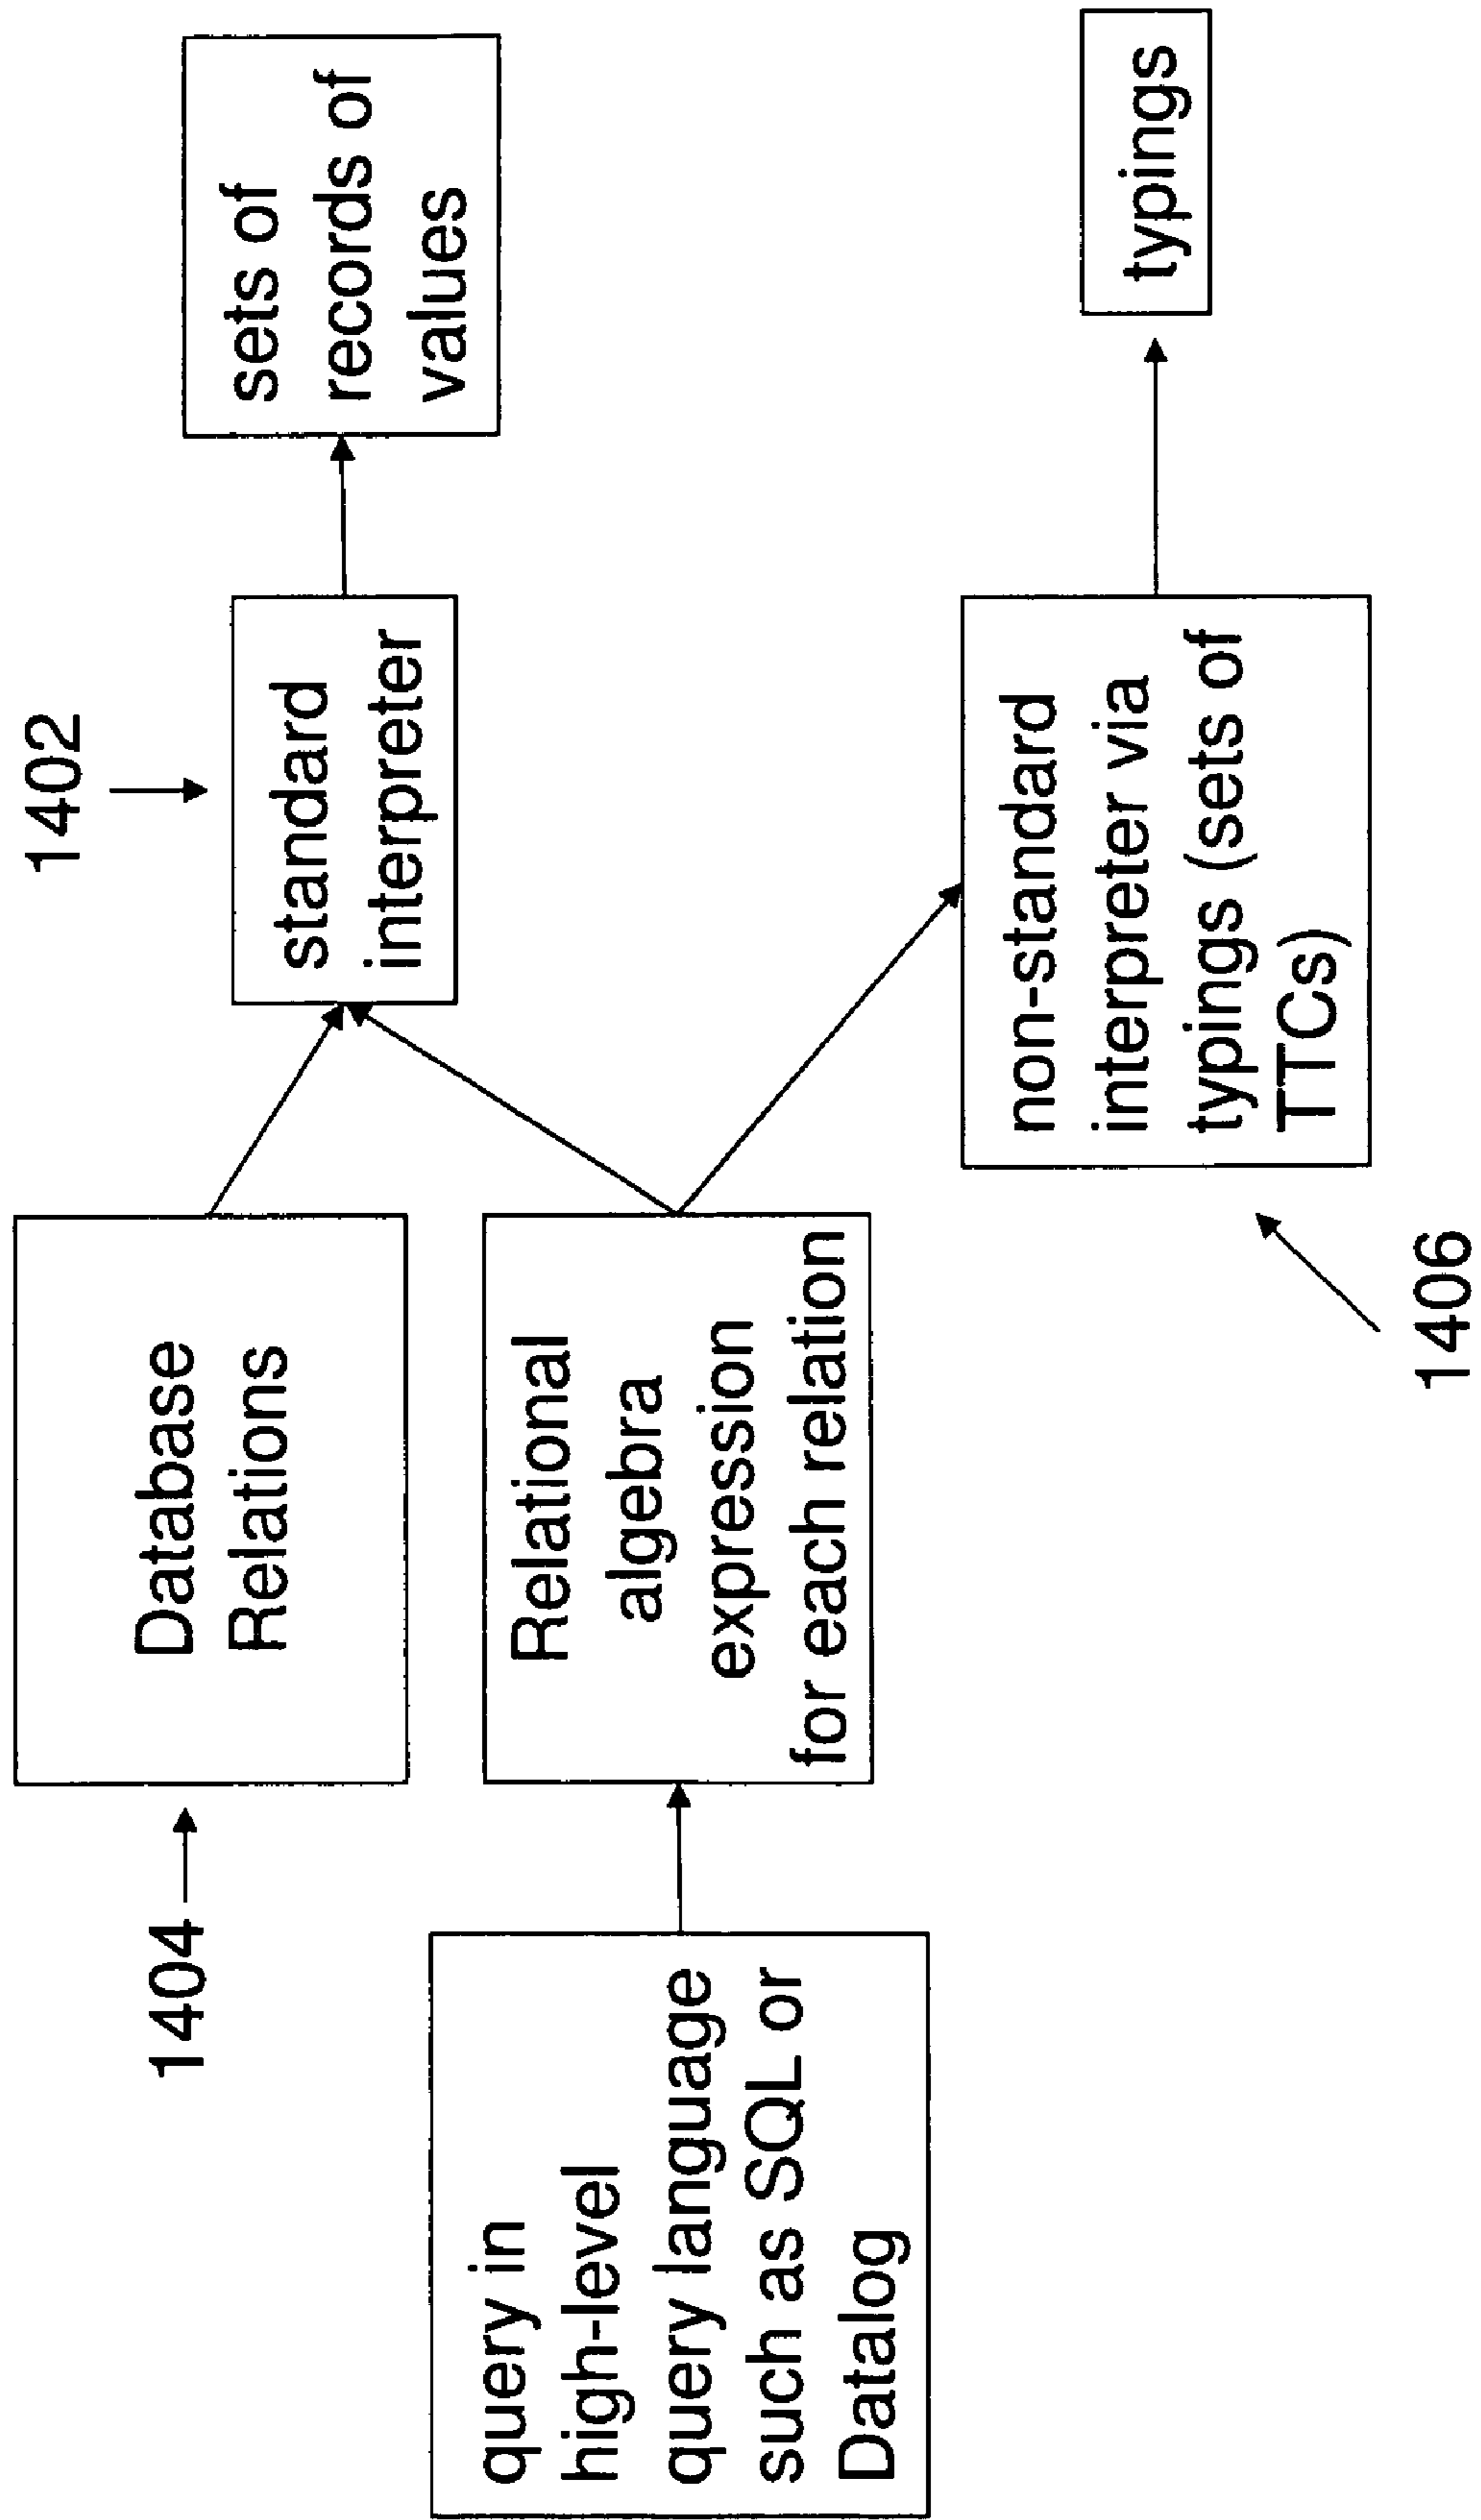 1402
1404
Database
Relations
standard
interpreter
sets of
records of
values
query in
high-level
query language
such as SQL or
Datalog
Relational
algebra
expression
for each relation
non-standard
interpreter via
typings (sets of
TTCs)
typings
1406